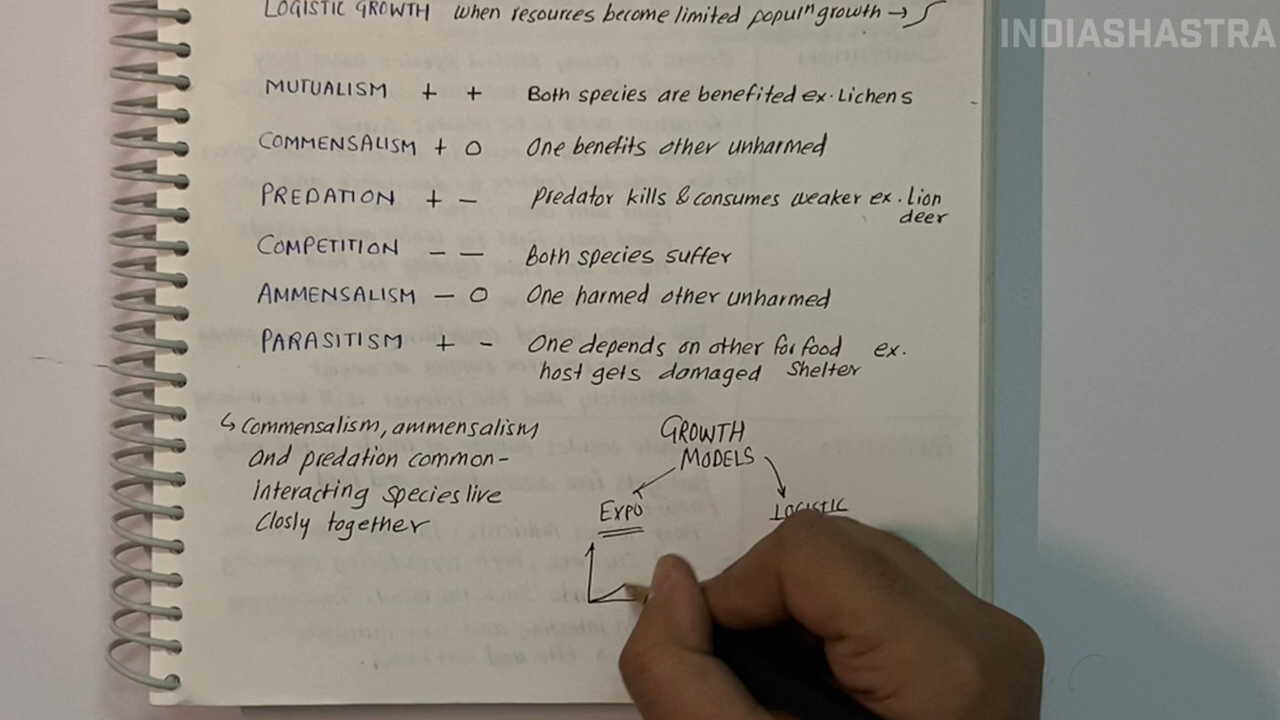 INDIASHASTRA
LOGISTIC GROWTH when resources become limited populⁿ growth → ʃ
MUTUALISM + + Both species are benefited ex. Lichens
COMMENSALISM + 0 One benefits other unharmed
PREDATION + - Predator kills & consumes weaker ex. lion
deer
COMPETITION - - Both species suffer
AMMENSALISM - 0 One harmed other unharmed
PARASITISM + - One depends on other for food ex.
host gets damaged Shelter
↳ Commensalism, ammensalism
and predation common-
interacting species live
Closly together
GROWTH
MODELS
EXPO
LOGISTIC